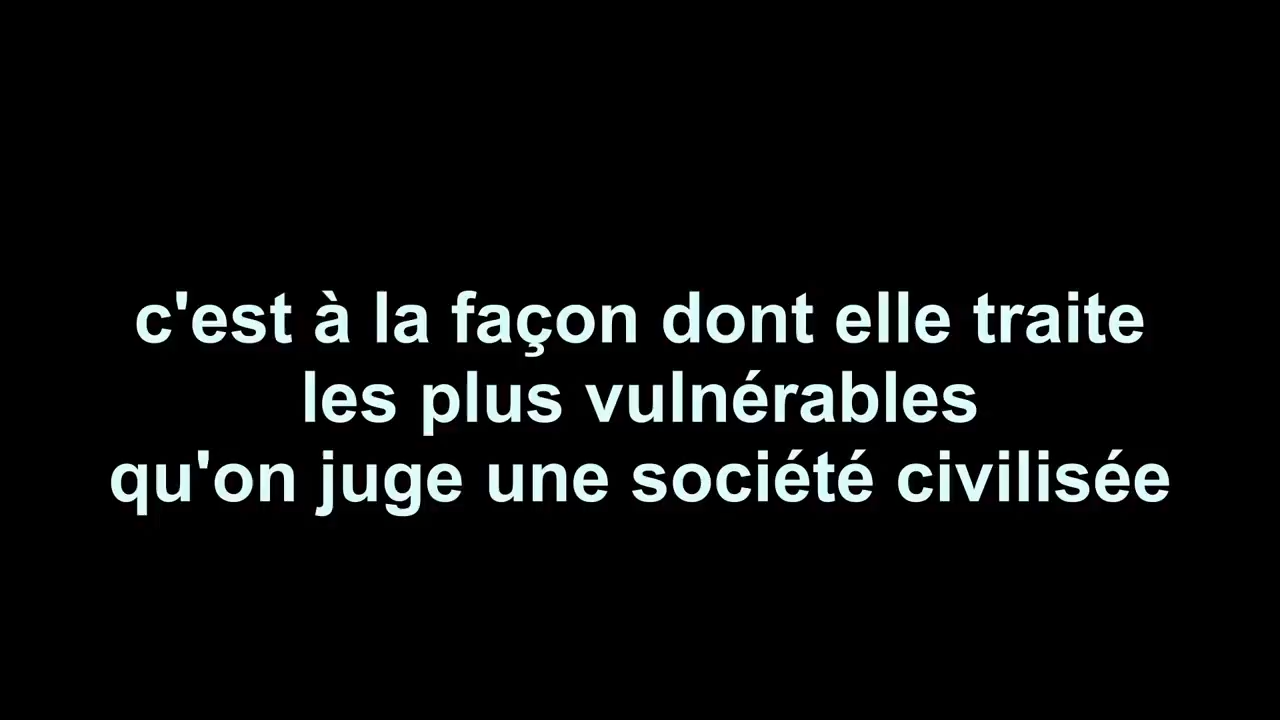 c'est à la façon dont elle traite
les plus vulnérables
qu'on juge une société civilisée